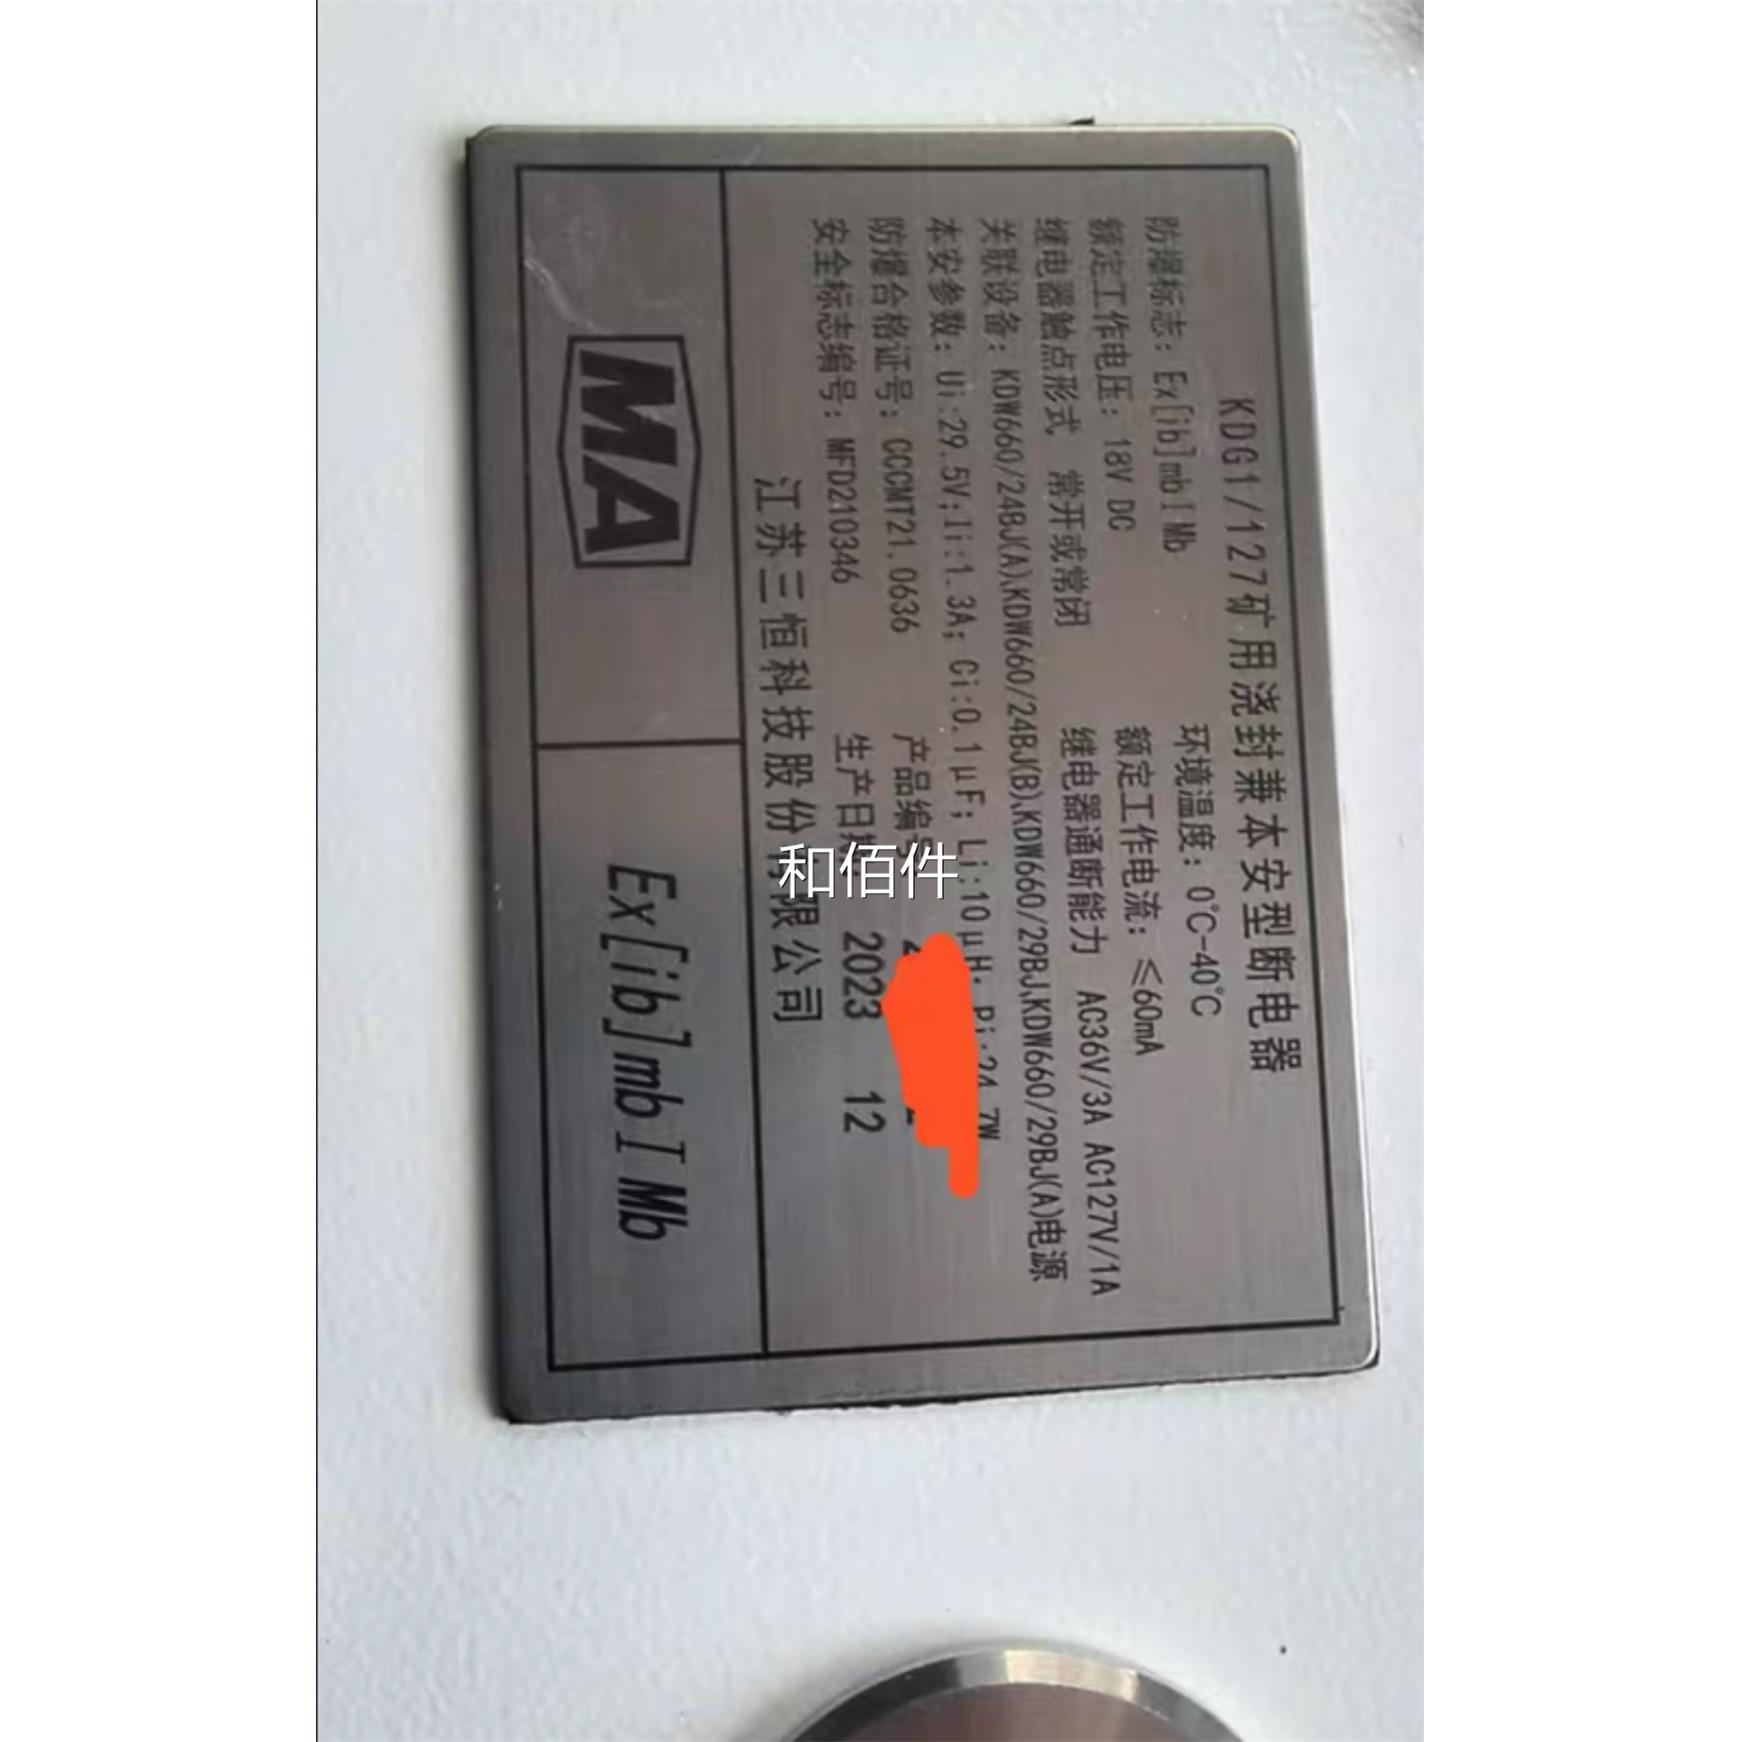 KDG1/127矿用浇封兼本安型断电器
防爆标志：Ex[ib]mbⅠMb 环境温度：0℃-40℃
额定工作电压：18V DC 额定工作电流：≤60mA
继电器触点形式 常开或常闭 继电器通断能力 AC36V/3A AC127V/1A
关联设备：KDW660/24BJ(A)、KDW660/24BJ(B)、KDW660/29BJ、KDW660/29BJ(A)电源
本安参数：Ui:29.5V;Ii:1.3A; Ci:0.1μF; Li:10μH; Pi:24.7W
防爆合格证号：CCCMT21.0636 产品编号
安全标志编号：MFD210346 生产日期 2023 12
江苏三恒科技股份有限公司
MA
Ex[ib]mbⅠMb
和佰件